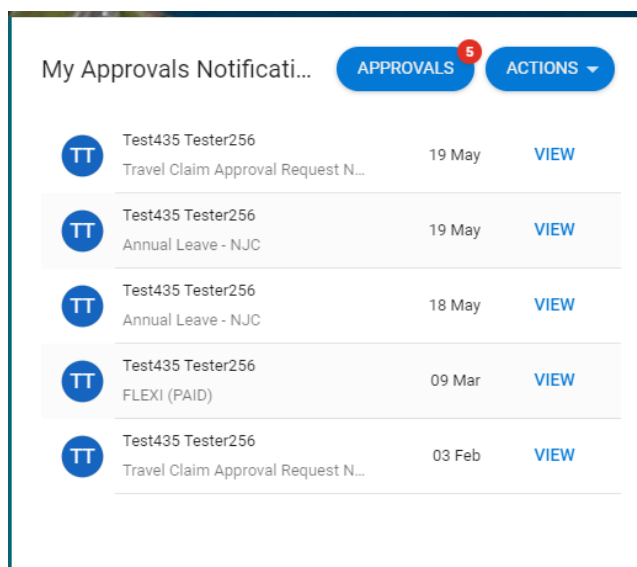 My Approvals Notificati... APPROVALS 5 ACTIONS
TT Test435 Tester256 19 May VIEW
Travel Claim Approval Request N...
TT Test435 Tester256 19 May VIEW
Annual Leave - NJC
TT Test435 Tester256 18 May VIEW
Annual Leave - NJC
TT Test435 Tester256 09 Mar VIEW
FLEXI (PAID)
TT Test435 Tester256 03 Feb VIEW
Travel Claim Approval Request N...